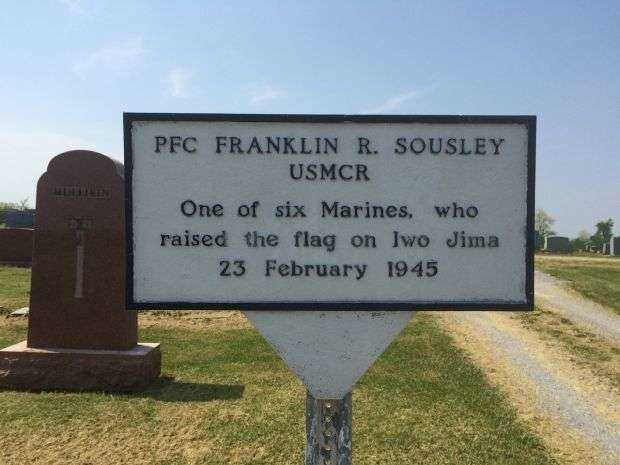 PFC FRANKLIN R. SOUSLEY
USMCR
One of six Marines, who
raised the flag on Iwo Jima
23 February 1945